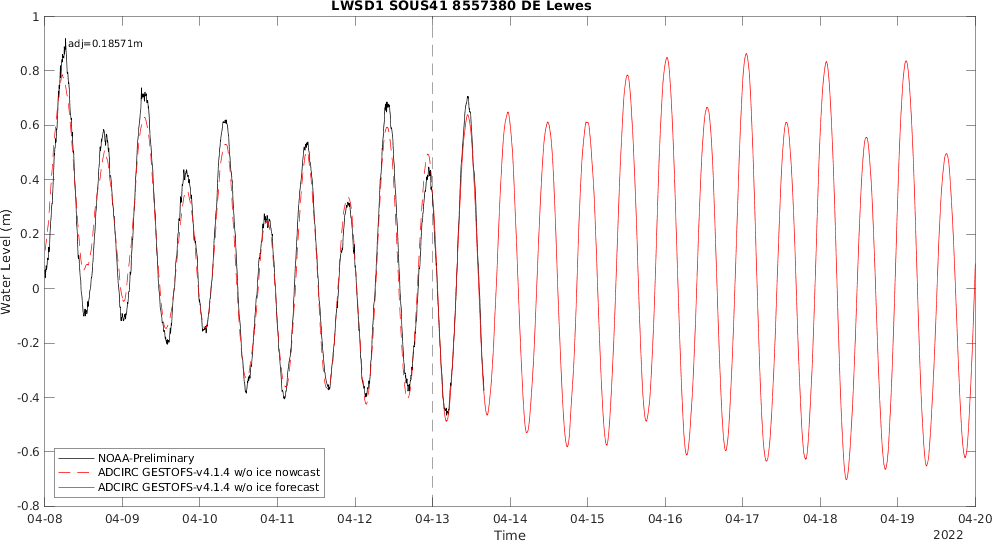 LWSD1 SOUS41 8557380 DE Lewes
adj=0.18571m
1
0.8
0.6
0.4
0.2
0
-0.2
-0.4
-0.6
-0.8
Water Level (m)
NOAA-Preliminary
ADCIRC GESTOFS-v4.1.4 w/o ice nowcast
ADCIRC GESTOFS-v4.1.4 w/o ice forecast
04-08 04-09 04-10 04-11 04-12 04-13 04-14 04-15 04-16 04-17 04-18 04-19 04-20
Time
2022